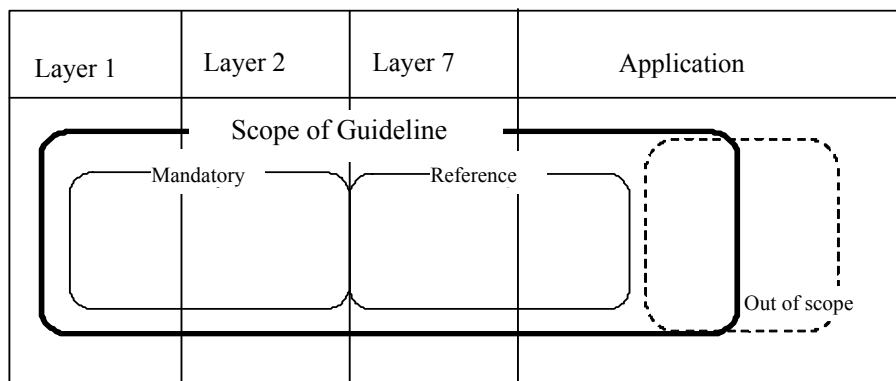 Layer 1
Layer 2
Layer 7
Application
Scope of Guideline
Mandatory
Reference
Out of scope